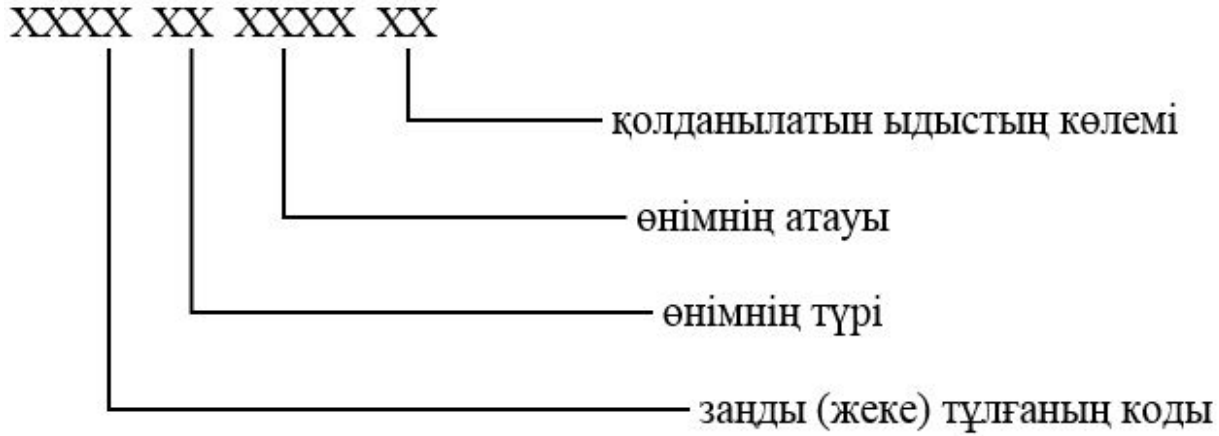 XXXX XX XXXX XX
қолданылатын ыдыстың көлемі
өнімнің атауы
өнімнің түрі
заңды (жеке) тұлғаның коды